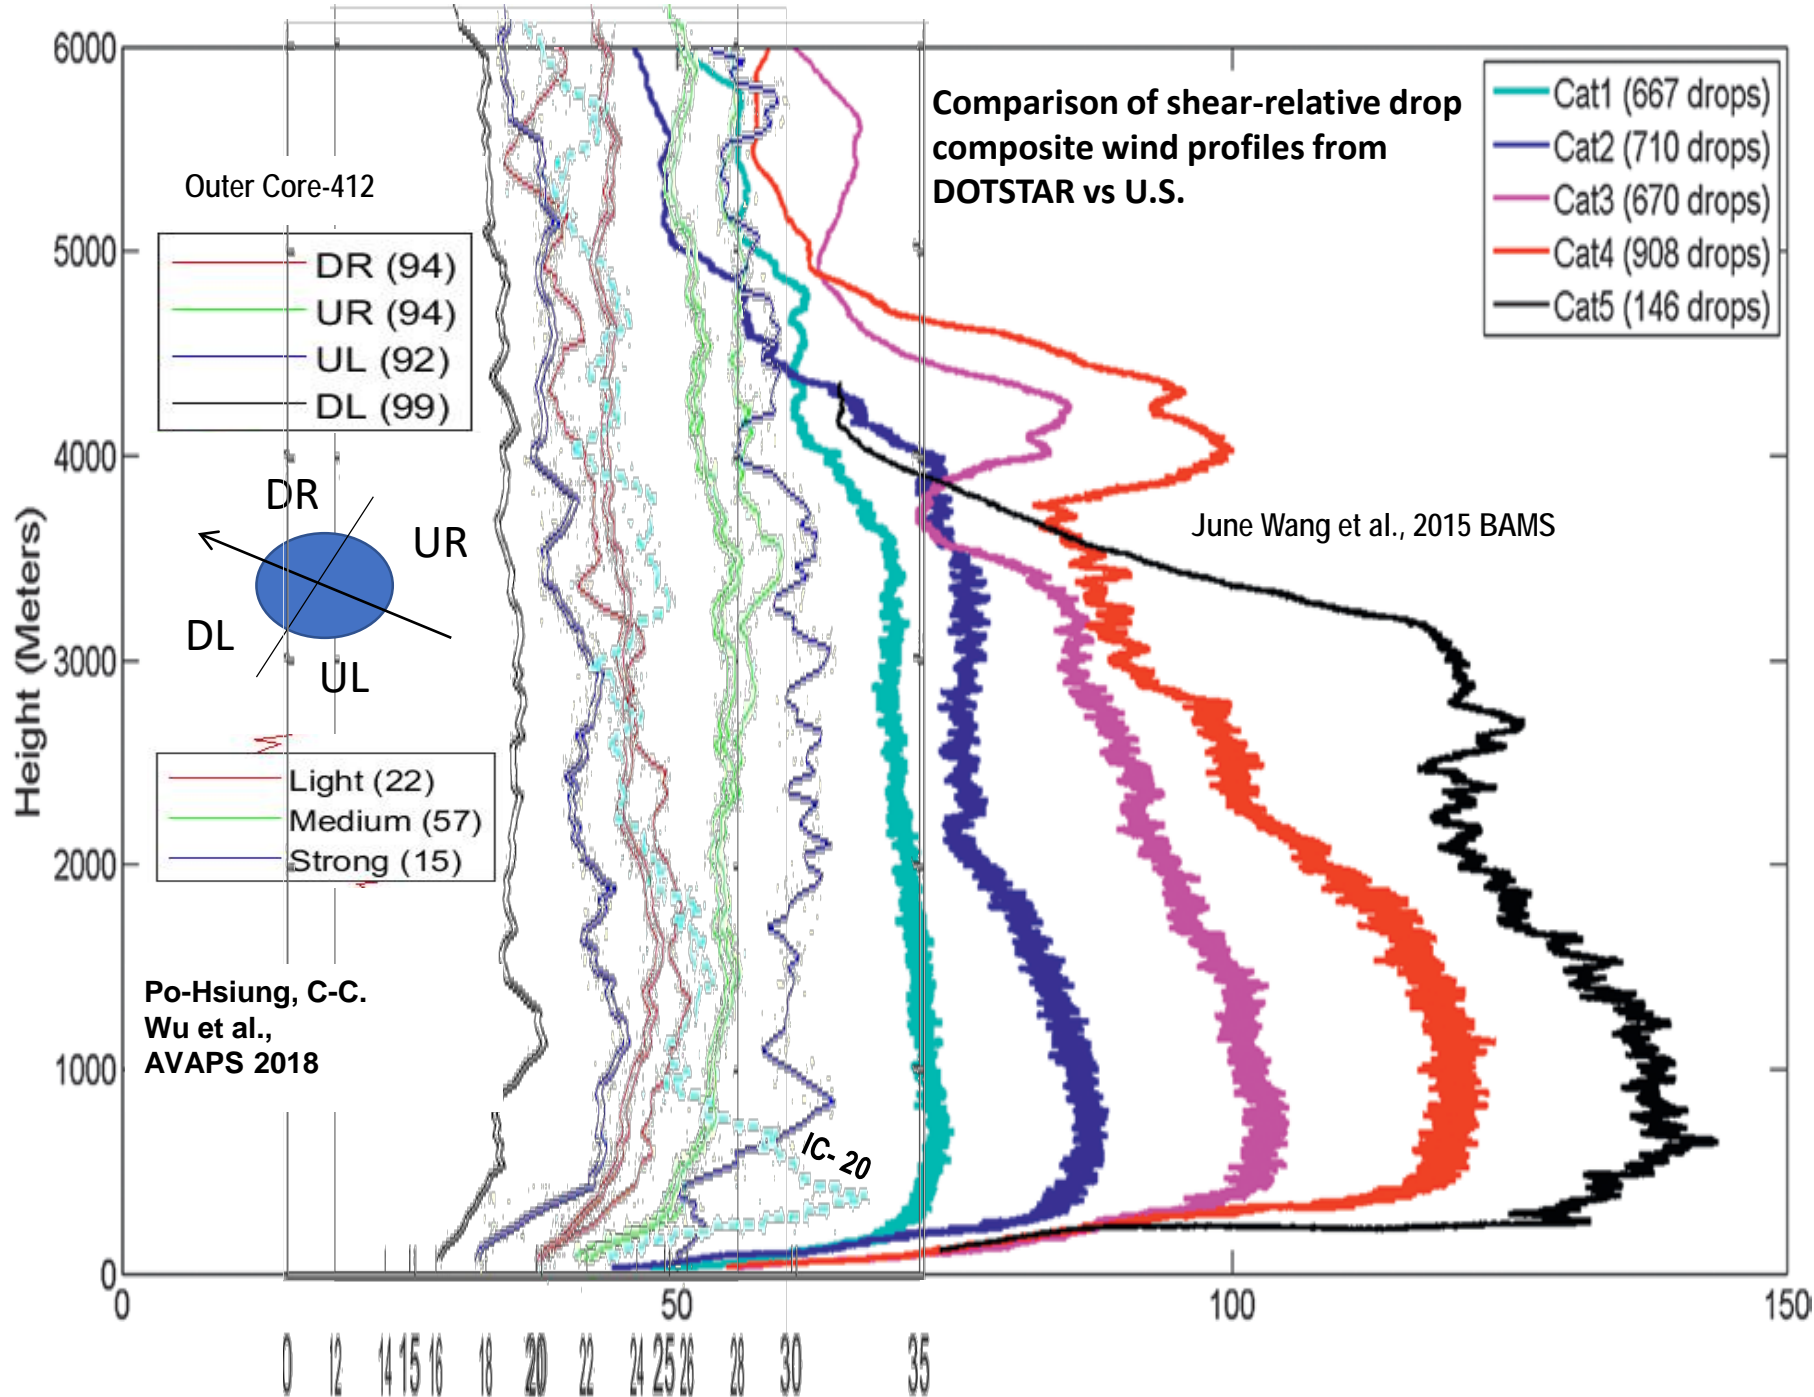 6000
5000
4000
3000
2000
1000
0
Height (Meters)
Outer Core-412
DR (94)
UR (94)
UL (92)
DL (99)
DR
UR
DL
UL
Light (22)
Medium (57)
Strong (15)
Po-Hsiung, C-C.
Wu et al.,
AVAPS 2018
Comparison of shear-relative drop
composite wind profiles from
DOTSTAR vs U.S.
Cat1 (667 drops)
Cat2 (710 drops)
Cat3 (670 drops)
Cat4 (908 drops)
Cat5 (146 drops)
June Wang et al., 2015 BAMS
IC- 20
0 50 100 150
0 12 14 15 16 18 20 22 24 25 26 28 30 35